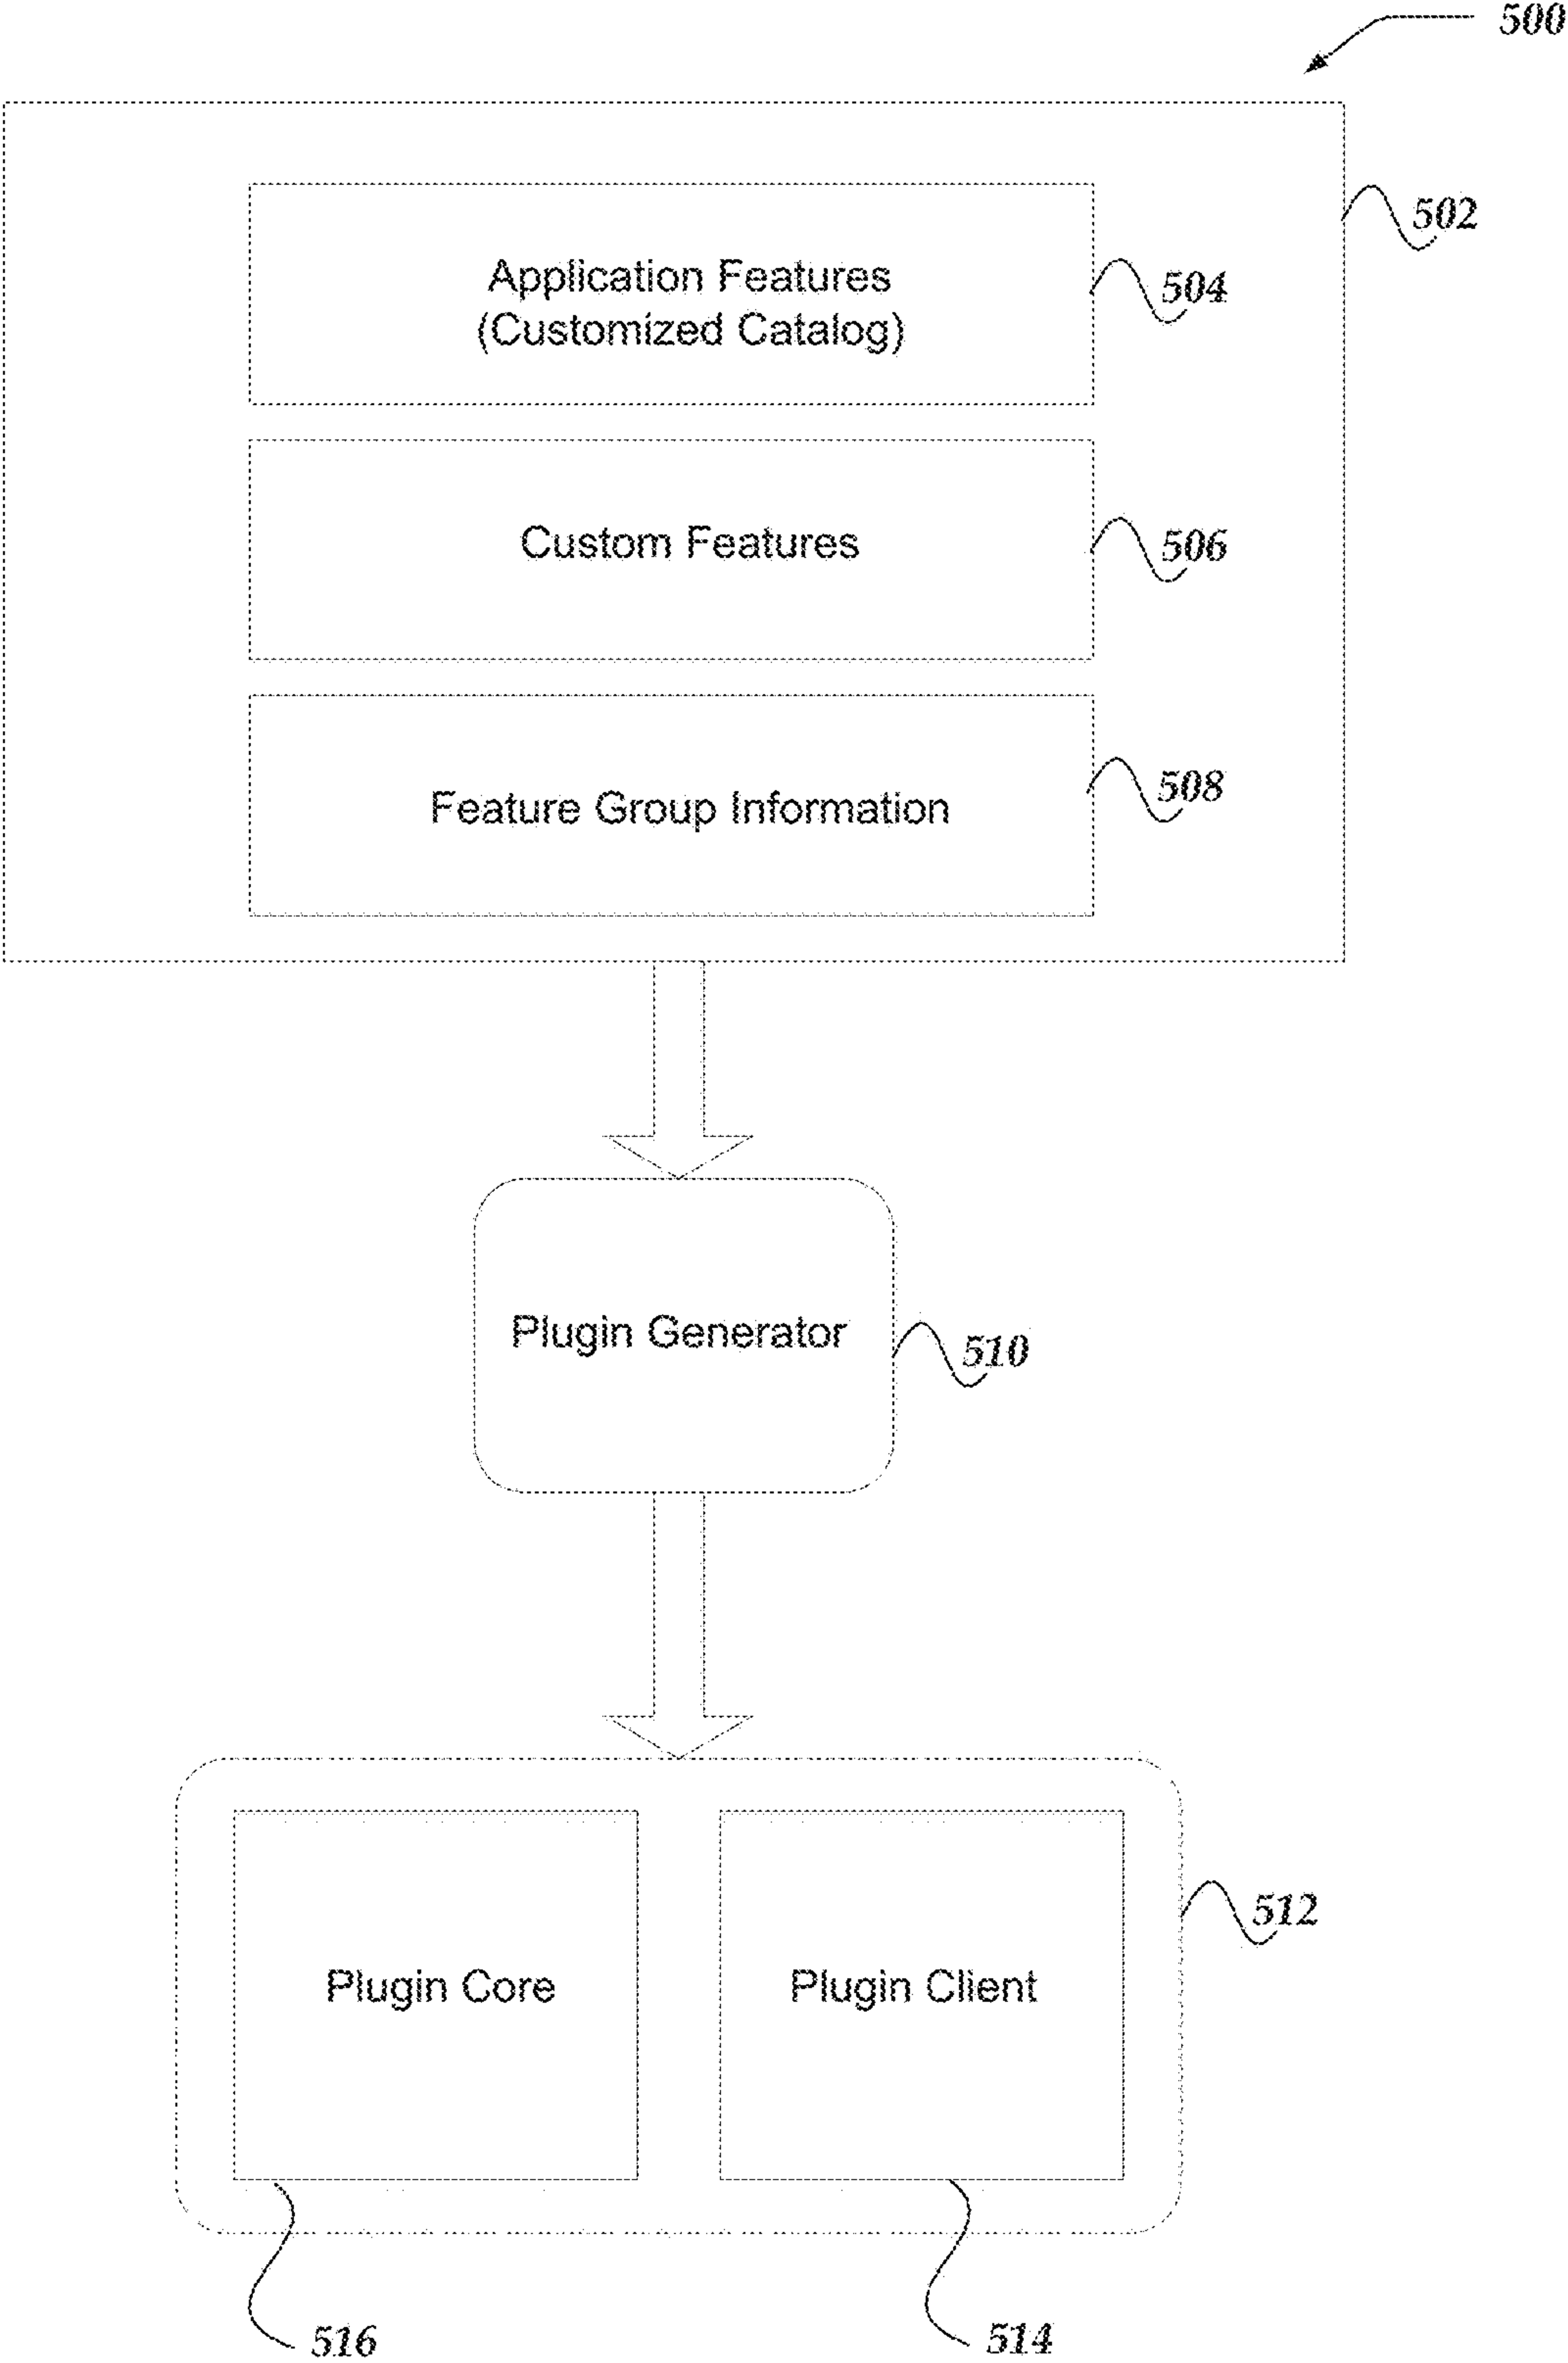 500
502
Application Features
(Customized Catalog)
504
Custom Features
506
Feature Group Information
508
Plugin Generator
510
Plugin Core
Plugin Client
512
516
514